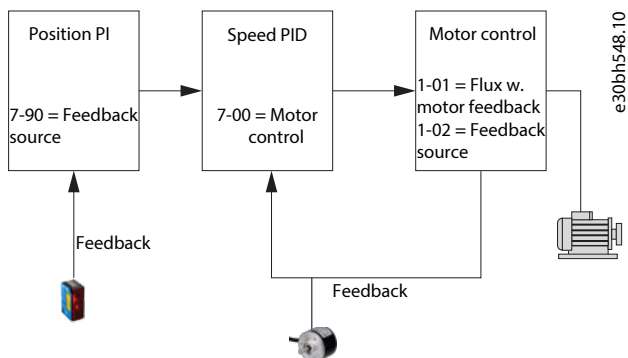 Position PI
7-90 = Feedback
source
Speed PID
7-00 = Motor
control
Motor control
1-01 = Flux w.
motor feedback
1-02 = Feedback
source
Feedback
Feedback
e30bh548.10